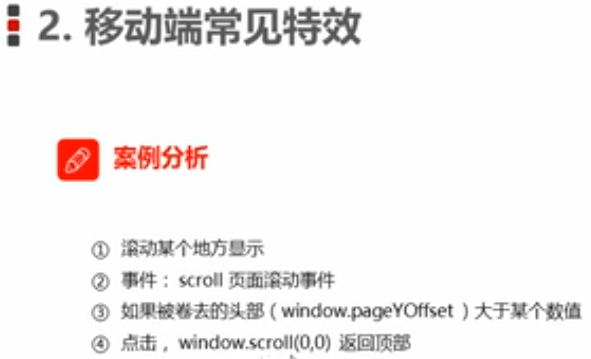 2. 移动端常见特效
案例分析
① 滚动某个地方显示
② 事件：scroll 页面滚动事件
③ 如果被卷去的头部（window.pageYOffset ）大于某个数值
④ 点击，window.scroll(0,0) 返回顶部